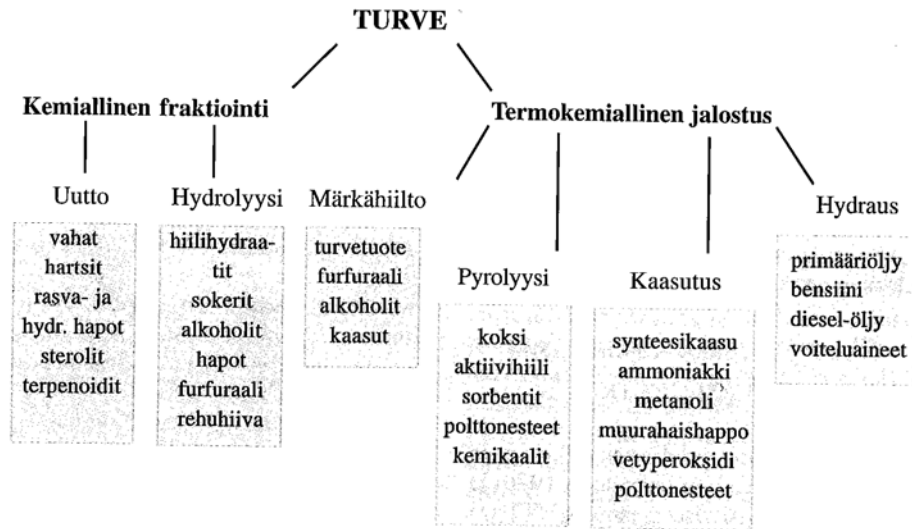 TURVE
Kemiallinen fraktiointi
Termokemiallinen jalostus
Uutto
vahat
hartsit
rasva- ja
hydr. hapot
sterolit
terpenoidit
Hydrolyysi
hiilihydraa-
tit
sokerit
alkoholit
hapot
furfuraali
rehuhiiva
Märkähiilto
turvetuote
furfuraali
alkoholit
kaasut
Pyrolyysi
koksi
aktiivihiili
sorbentit
polttonesteet
kemikaalit
Kaasutus
synteesikaasu
ammoniakki
metanoli
muurahaishappo
vetyperoksidi
polttonesteet
Hydraus
primääriöljy
bensiini
diesel-öljy
voiteluaineet